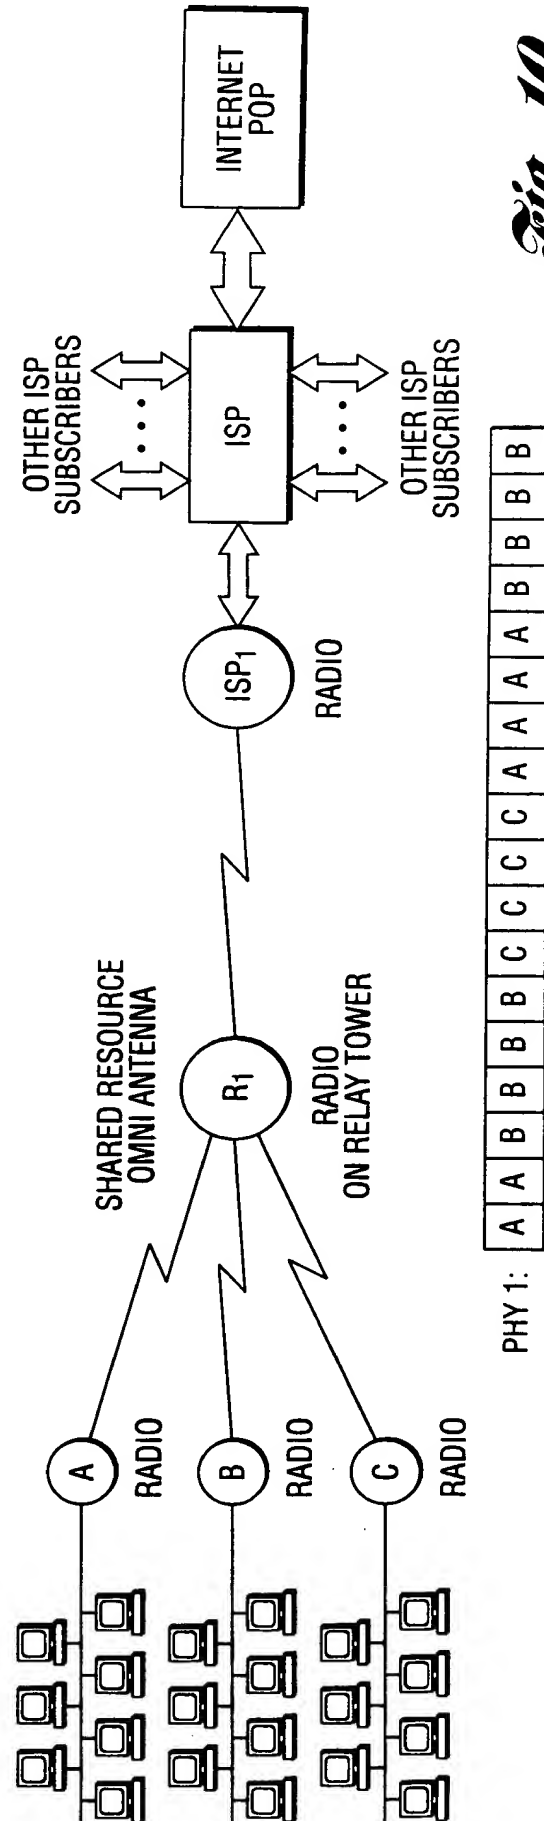 OTHER ISP
SUBSCRIBERS
SHARED RESOURCE
OMNI ANTENNA
A
RADIO
B
RADIO
C
RADIO
R1
RADIO
ON RELAY TOWER
ISP1
RADIO
ISP
INTERNET
POP
OTHER ISP
SUBSCRIBERS
PHY 1: A A B B B B C C C C A A A A B B B B
Fig. 10